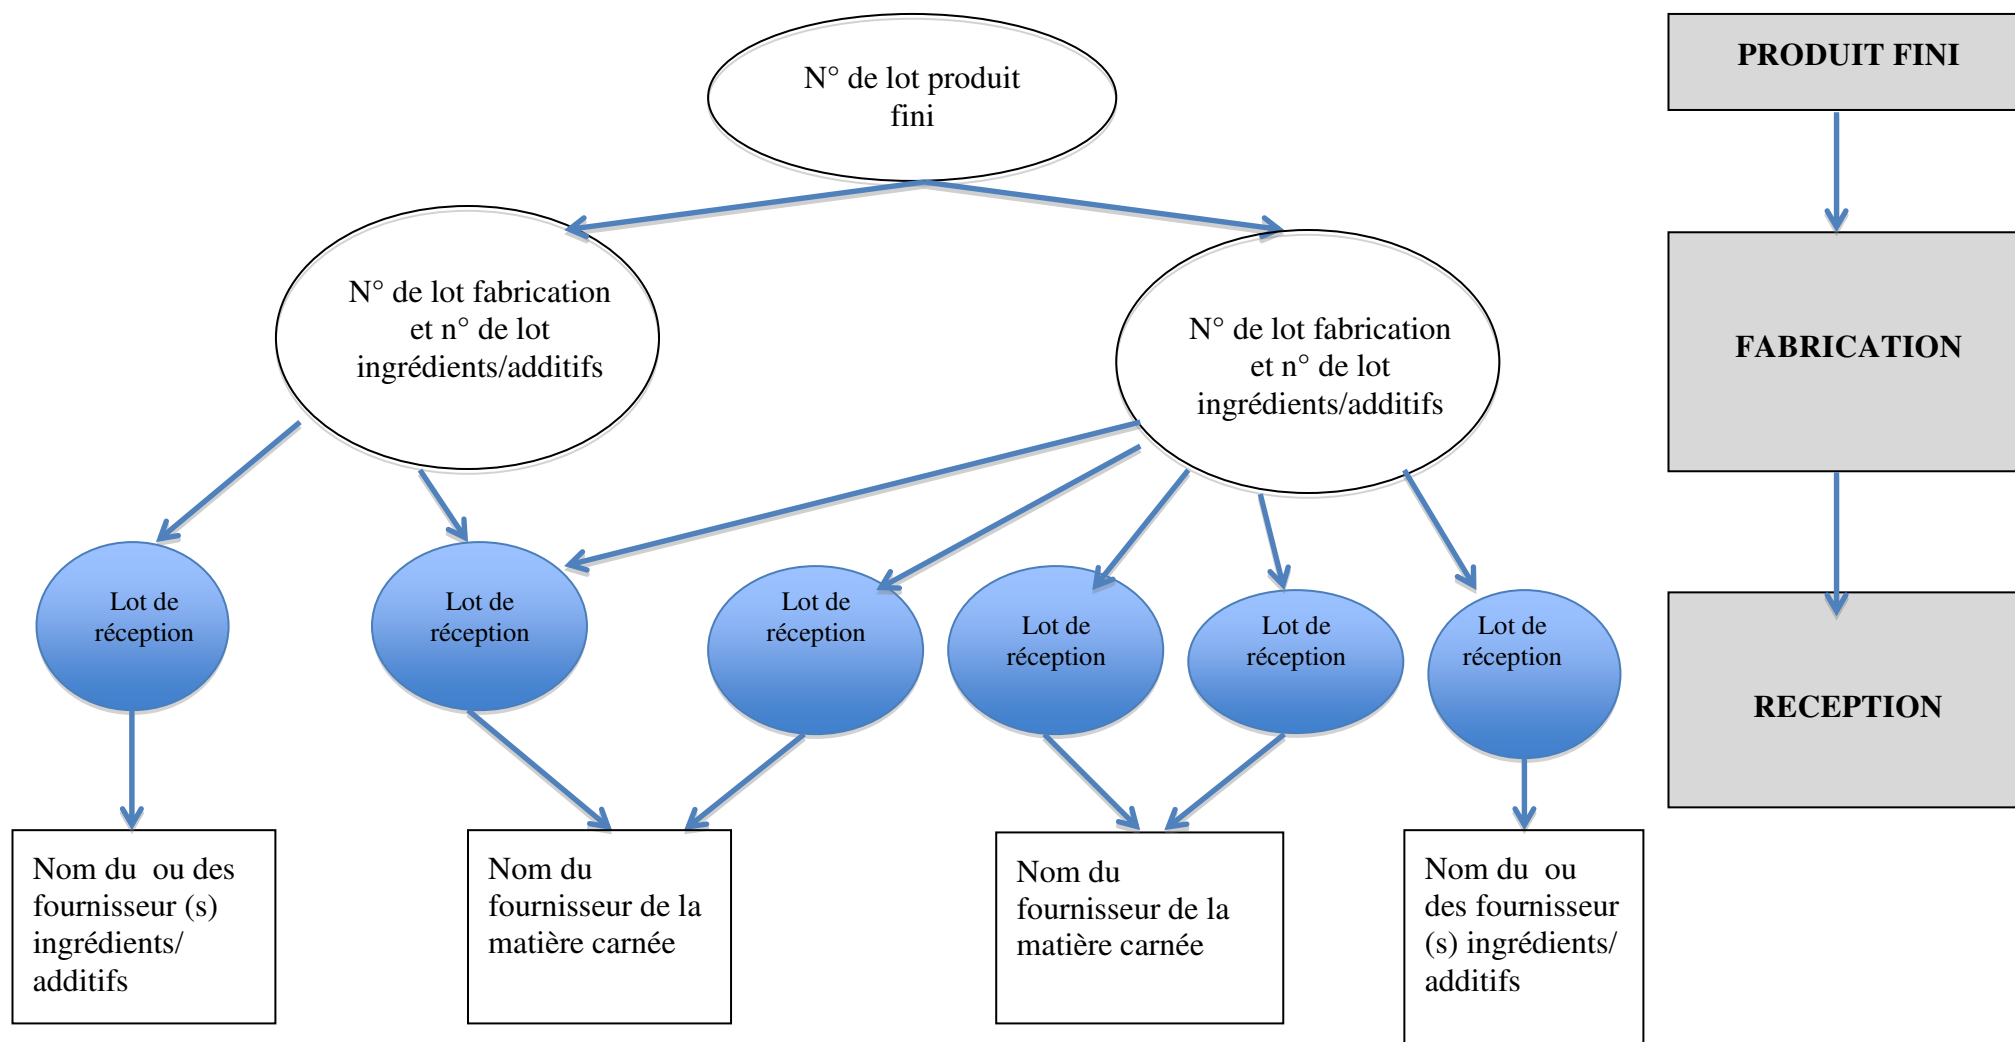 N° de lot produit
fini
PRODUIT FINI
N° de lot fabrication
et n° de lot
ingrédients/additifs
N° de lot fabrication
et n° de lot
ingrédients/additifs
FABRICATION
Lot de
réception
Lot de
réception
Lot de
réception
Lot de
réception
Lot de
réception
Lot de
réception
RECEPTION
Nom du  ou des
fournisseur (s)
ingrédients/
additifs
Nom du
fournisseur de la
matière carnée
Nom du
fournisseur de la
matière carnée
Nom du  ou
des fournisseur
(s) ingrédients/
additifs